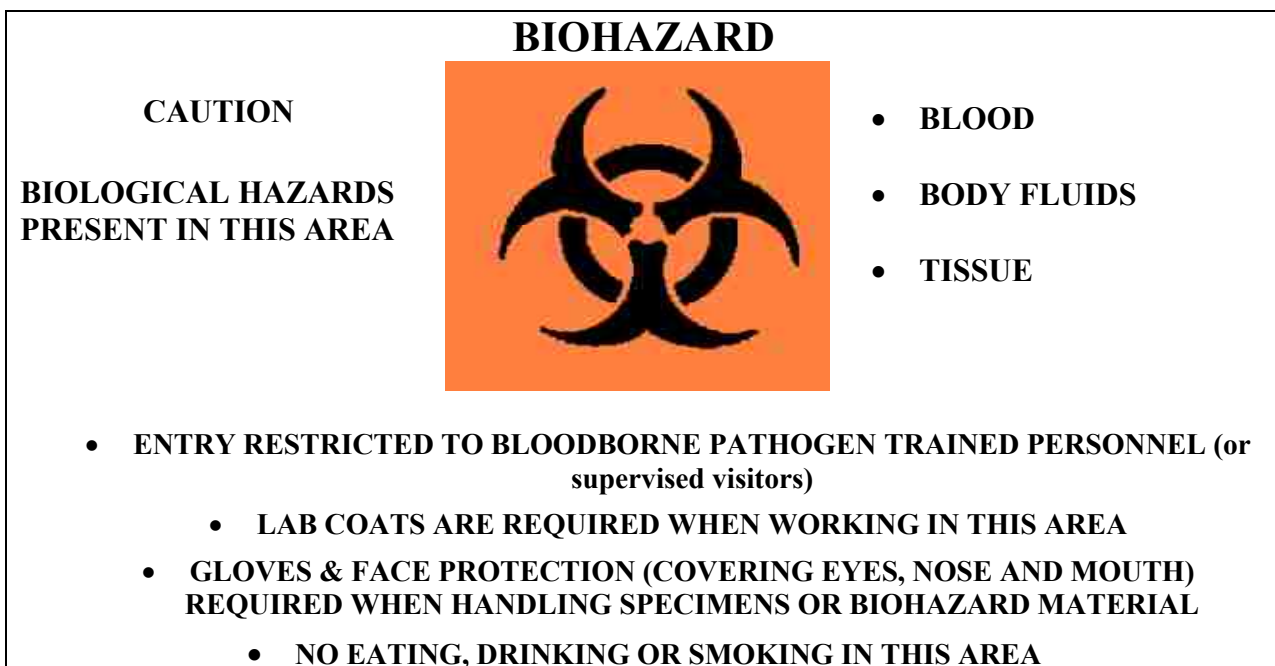 BIOHAZARD
CAUTION
BIOLOGICAL HAZARDS
PRESENT IN THIS AREA
• BLOOD
• BODY FLUIDS
• TISSUE
• ENTRY RESTRICTED TO BLOODBORNE PATHOGEN TRAINED PERSONNEL (or
supervised visitors)
• LAB COATS ARE REQUIRED WHEN WORKING IN THIS AREA
• GLOVES & FACE PROTECTION (COVERING EYES, NOSE AND MOUTH)
REQUIRED WHEN HANDLING SPECIMENS OR BIOHAZARD MATERIAL
• NO EATING, DRINKING OR SMOKING IN THIS AREA